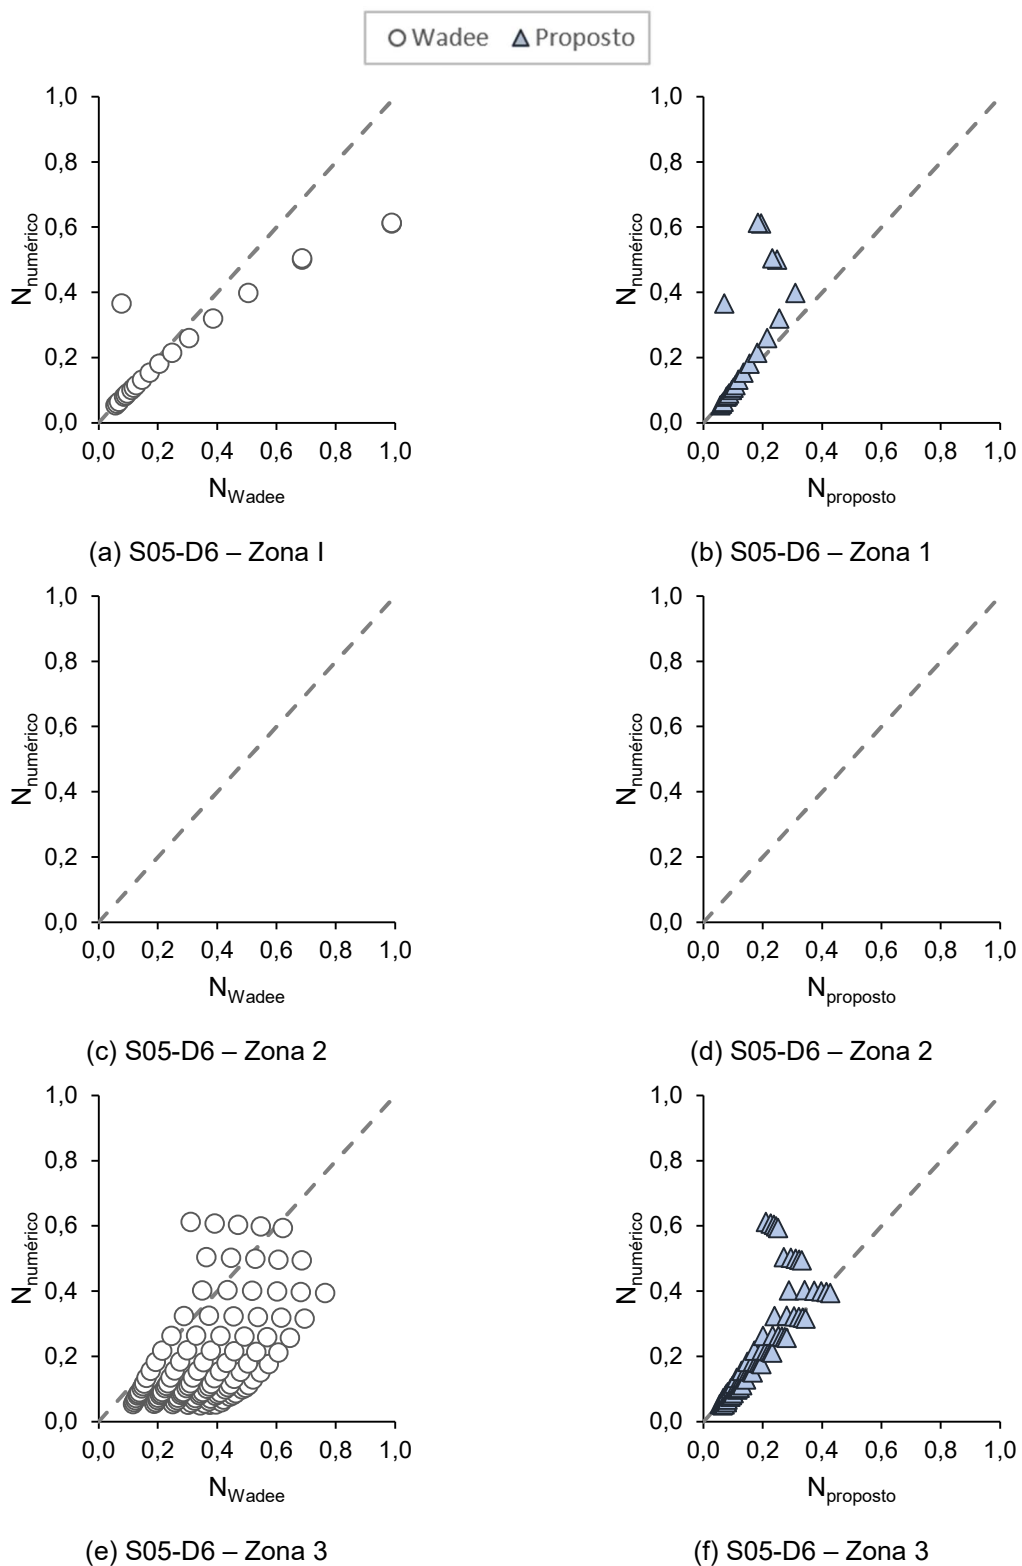 Wadee Proposto
1,0 1,0
0,8 0,8
0,6 0,6
0,4 0,4
0,2 0,2
0,0 0,0
Nnumérico Nnumérico
0,0 0,2 0,4 0,6 0,8 1,0 0,0 0,2 0,4 0,6 0,8 1,0
NWadee Nproposto
(a) S05-D6 – Zona I (b) S05-D6 – Zona 1
1,0 1,0
0,8 0,8
0,6 0,6
0,4 0,4
0,2 0,2
0,0 0,0
Nnumérico Nnumérico
0,0 0,2 0,4 0,6 0,8 1,0 0,0 0,2 0,4 0,6 0,8 1,0
NWadee Nproposto
(c) S05-D6 – Zona 2 (d) S05-D6 – Zona 2
1,0 1,0
0,8 0,8
0,6 0,6
0,4 0,4
0,2 0,2
0,0 0,0
Nnumérico Nnumérico
0,0 0,2 0,4 0,6 0,8 1,0 0,0 0,2 0,4 0,6 0,8 1,0
NWadee Nproposto
(e) S05-D6 – Zona 3 (f) S05-D6 – Zona 3